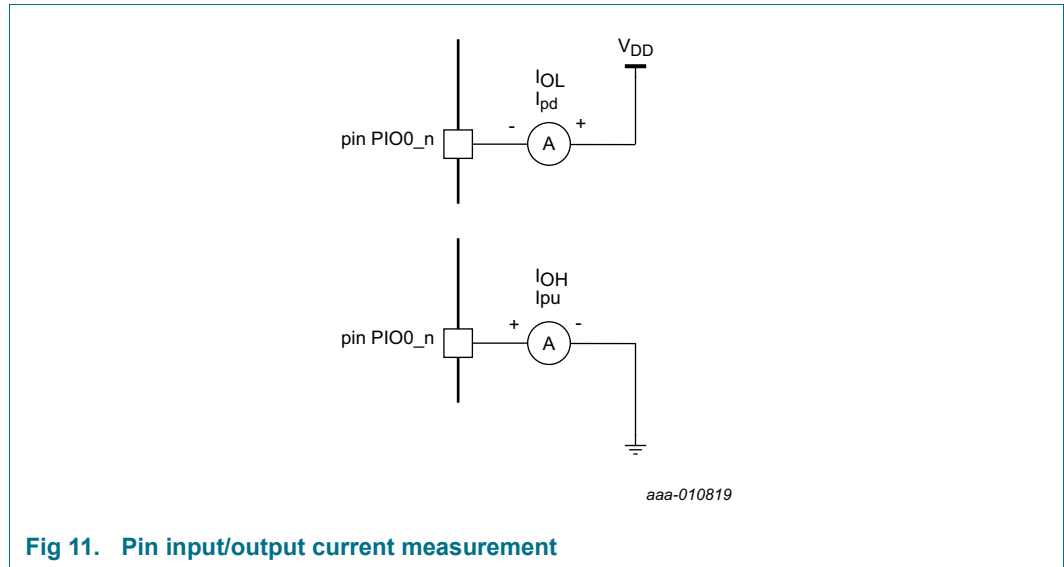 VDD
IOL
Ipd
- +
pin PIO0_n
A
IOH
Ipu
+ -
pin PIO0_n
A
aaa-010819
Fig 11. Pin input/output current measurement